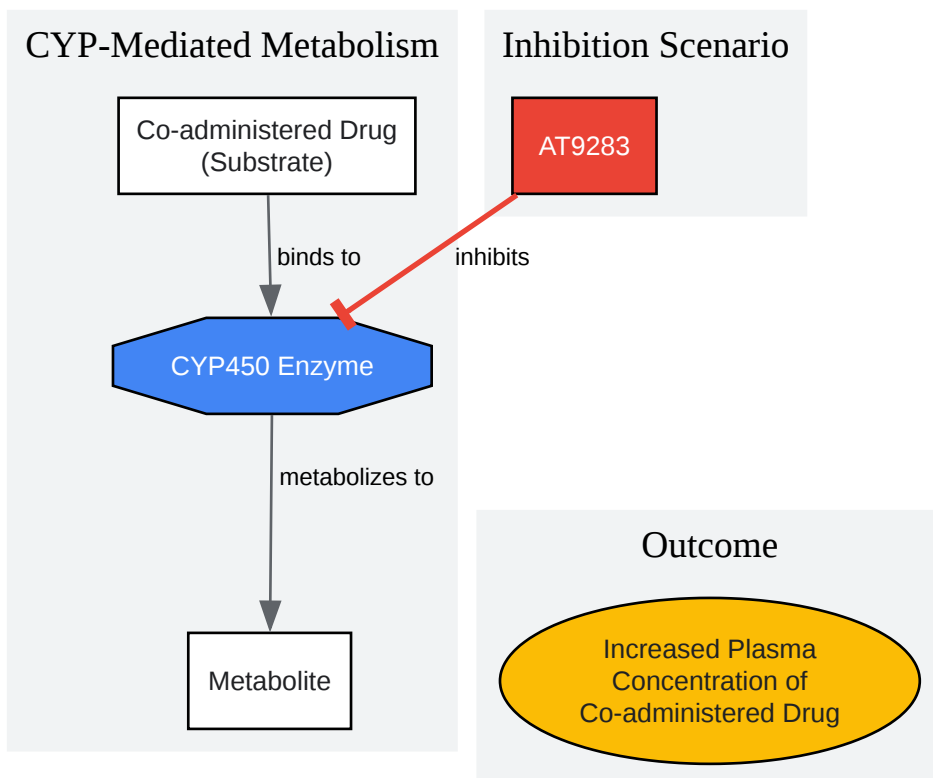 CYP-Mediated Metabolism
Inhibition Scenario
Co-administered Drug
(Substrate)
AT9283
binds to
inhibits
CYP450 Enzyme
metabolizes to
Outcome
Increased Plasma
Concentration of
Co-administered Drug
Metabolite